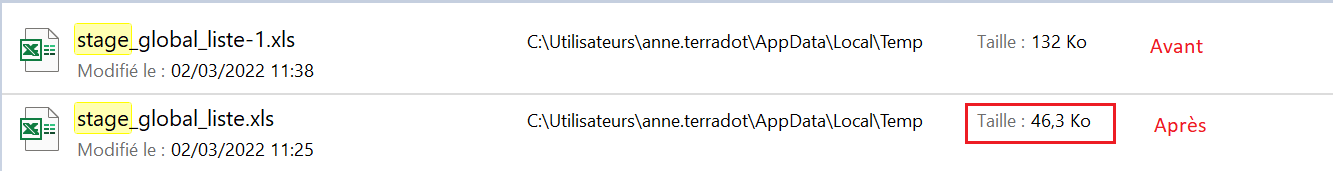 stage_global_liste-1.xls C:\Utilisateurs\anne.terradot\AppData\Local\Temp Taille : 132 Ko Avant
Modifié le : 02/03/2022 11:38
stage_global_liste.xls C:\Utilisateurs\anne.terradot\AppData\Local\Temp Taille : 46,3 Ko Après
Modifié le : 02/03/2022 11:25